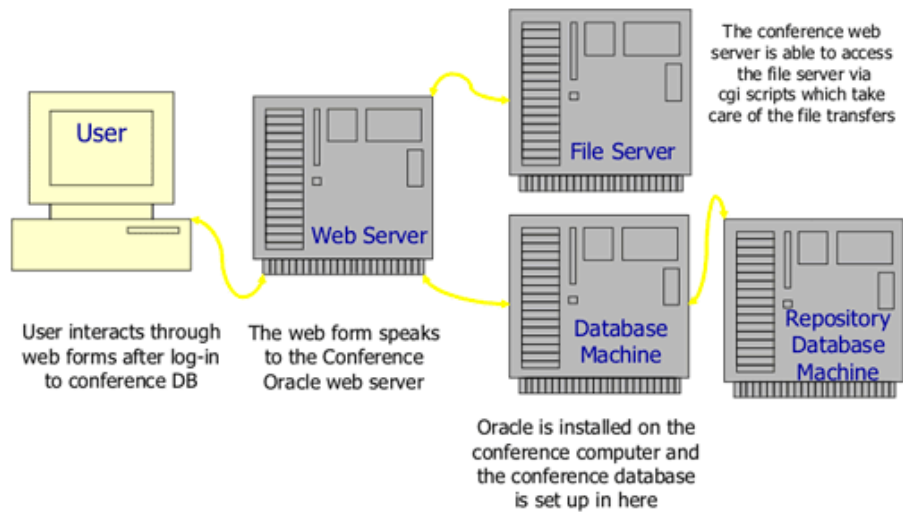 User
Web Server
File Server
The conference web
server is able to access
the file server via
cgi scripts which take
care of the file transfers
Database
Machine
Repository
Database
Machine
User interacts through
web forms after log-in
to conference DB
The web form speaks
to the Conference
Oracle web server
Oracle is installed on the
conference computer and
the conference database
is set up in here